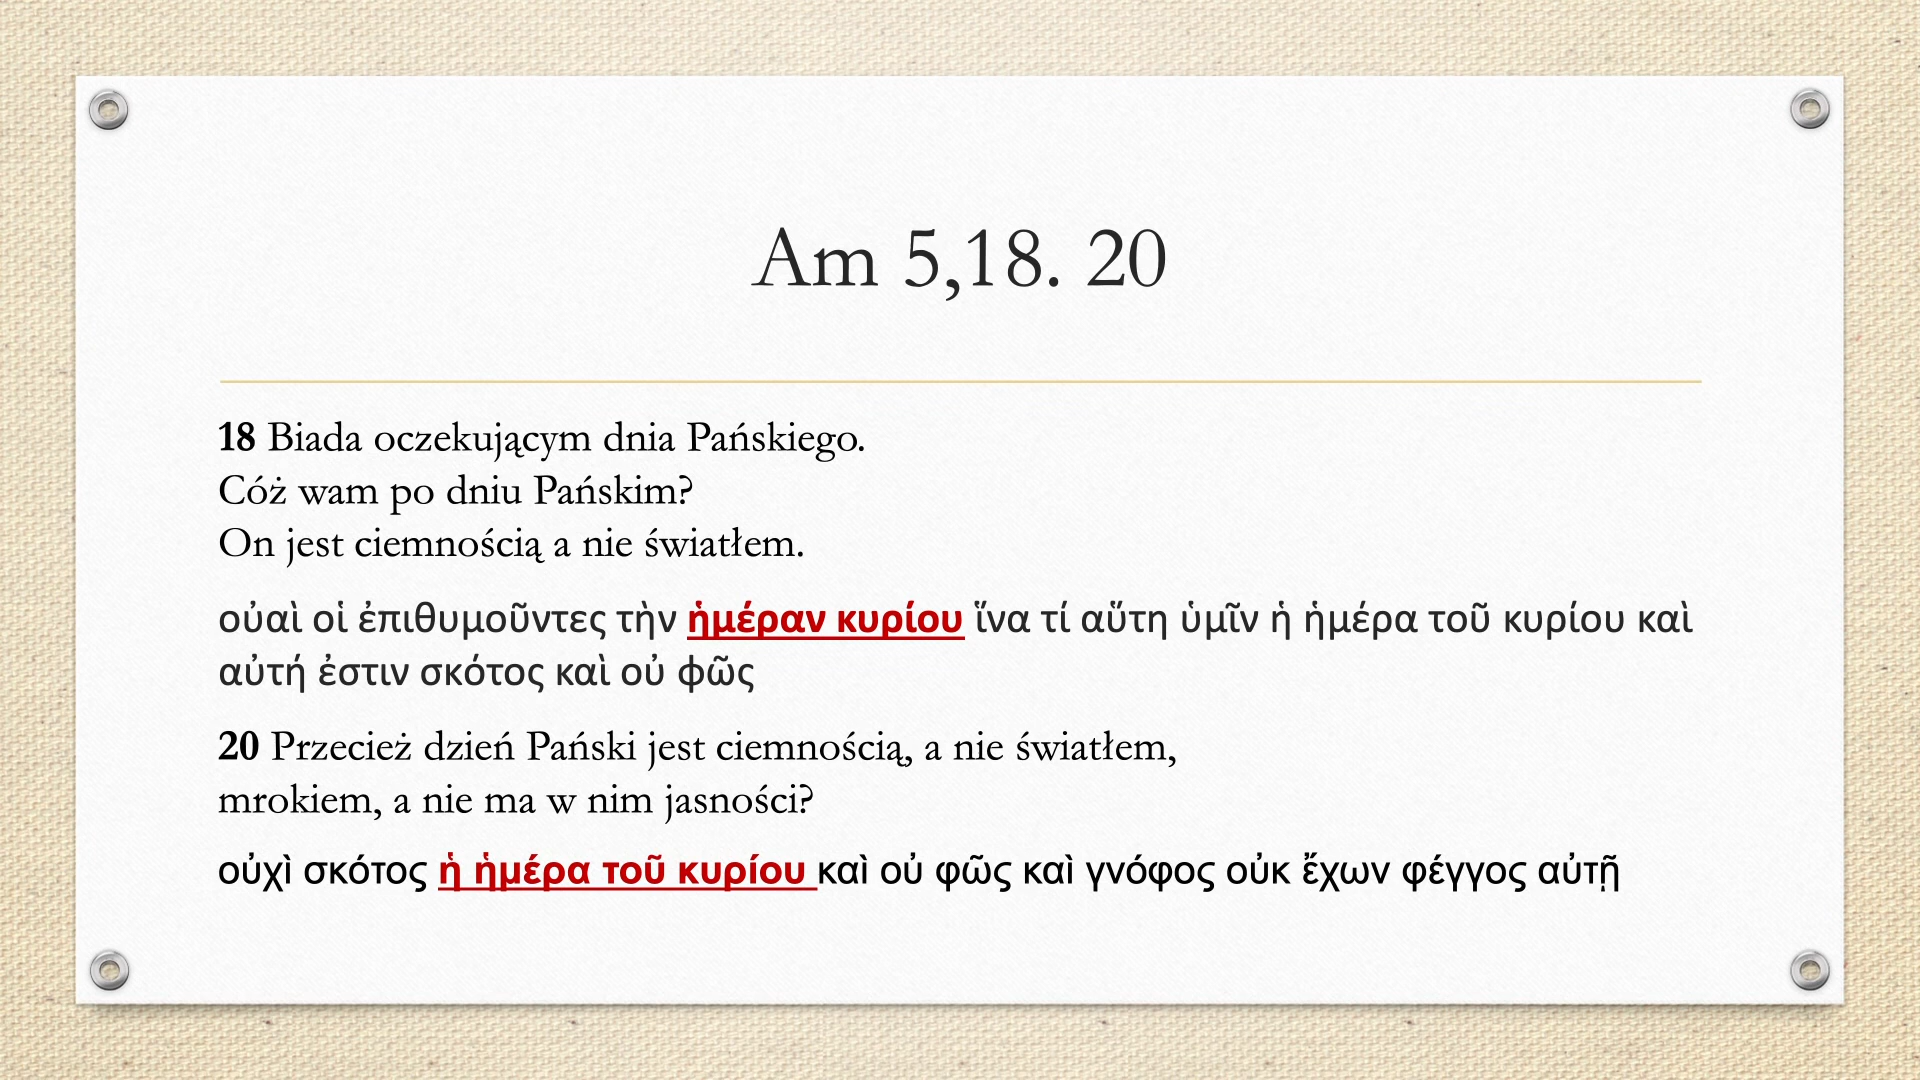 Am 5,18. 20
18 Biada oczekującym dnia Pańskiego.
Cóż wam po dniu Pańskim?
On jest ciemnością a nie światłem.
οὐαὶ οἱ ἐπιθυμοῦντες τὴν ἡμέραν κυρίου ἵνα τί αὕτη ὑμῖν ἡ ἡμέρα τοῦ κυρίου καὶ
αὐτή ἐστιν σκότος καὶ οὐ φῶς
20 Przecież dzień Pański jest ciemnością, a nie światłem,
mrokiem, a nie ma w nim jasności?
οὐχὶ σκότος ἡ ἡμέρα τοῦ κυρίου καὶ οὐ φῶς καὶ γνόφος οὐκ ἔχων φέγγος αὐτῇ